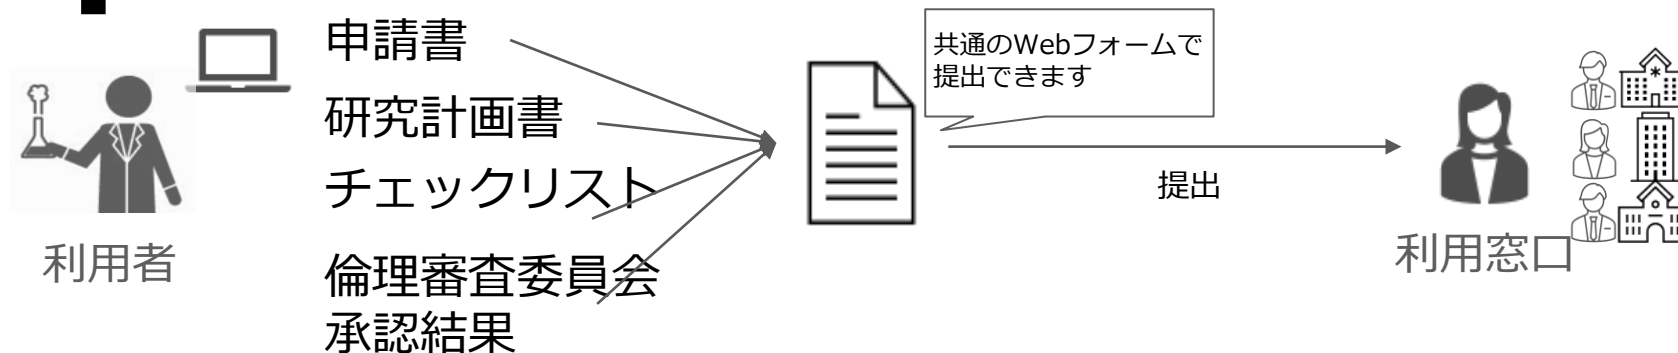 申請書
研究計画書
チェックリスト
倫理審査委員会
承認結果
利用者
共通のWebフォームで
提出できます
提出
利用窓口